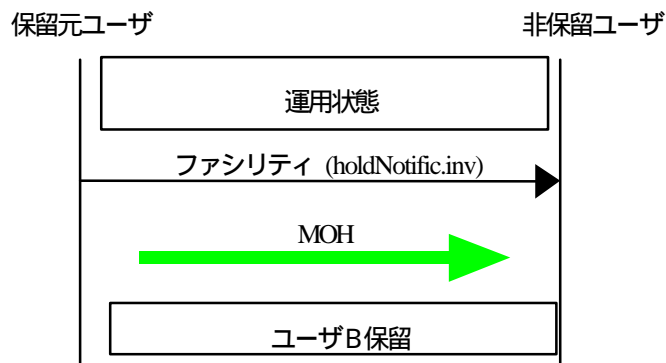 保留元ユーザ
非保留ユーザ
運用状態
ファシリティ (holdNotific.inv)
MOH
ユーザB保留